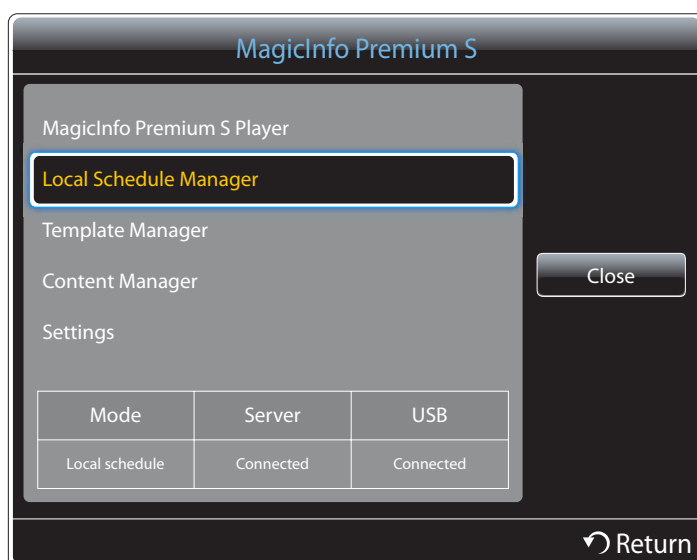 MagicInfo Premium S
MagicInfo Premium S Player
Local Schedule Manager
Template Manager
Content Manager
Settings
Close
Mode Server USB
Local schedule Connected Connected
Return